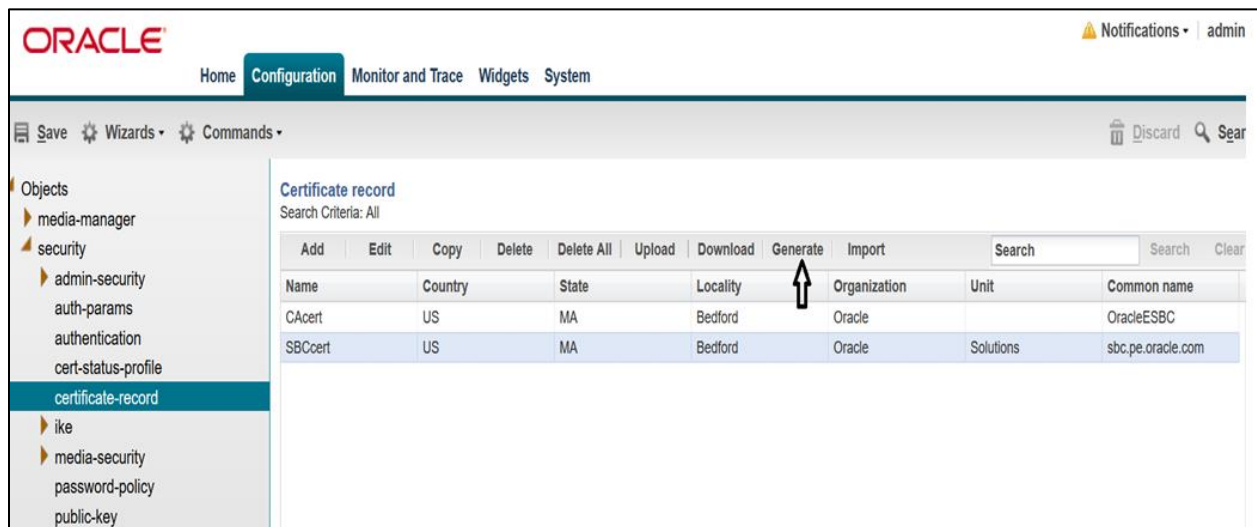 ORACLE
Notifications
admin
Home Configuration Monitor and Trace Widgets System
Save Wizards Commands
Discard
Objects
media-manager
security
admin-security
auth-params
authentication
cert-status-profile
certificate-record
ike
media-security
password-policy
public-key
Certificate record
Search Criteria: All
Add Edit Copy Delete Delete All Upload Download Generate Import Search Search Clear
Name Country State Locality Organization Unit Common name
CAcert US MA Bedford Oracle OracleESBC
SBCcert US MA Bedford Oracle Solutions sbc.pe.oracle.com